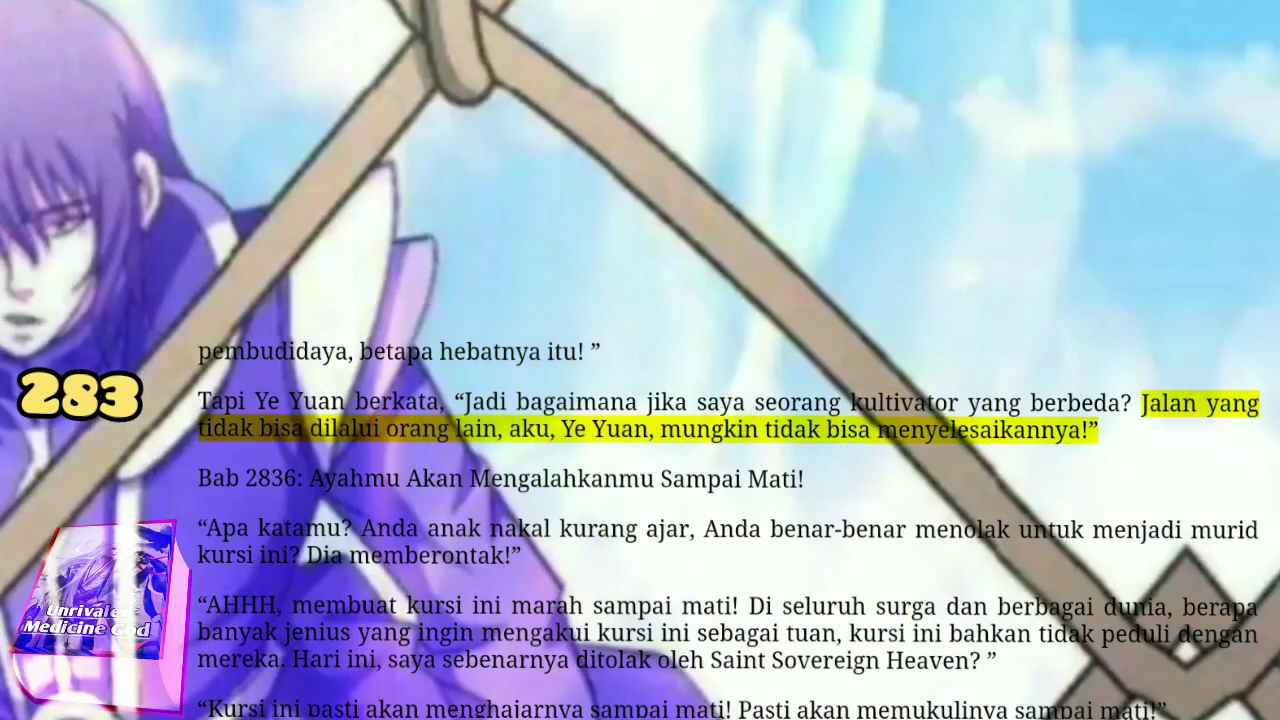 pembudidaya, betapa hebatnya itu! ”
Tapi Ye Yuan berkata, “Jadi bagaimana jika saya seorang kultivator yang berbeda? Jalan yang
tidak bisa dilalui orang lain, aku, Ye Yuan, mungkin tidak bisa menyelesaikannya!”
283
Bab 2836: Ayahmu Akan Mengalahkanmu Sampai Mati!
“Apa katamu? Anda anak nakal kurang ajar, Anda benar-benar menolak untuk menjadi murid
kursi ini? Dia memberontak!”
“AHHH, membuat kursi ini marah sampai mati! Di seluruh surga dan berbagai dunia, berapa
banyak jenius yang ingin mengakui kursi ini sebagai tuan, kursi ini bahkan tidak peduli dengan
mereka. Hari ini, saya sebenarnya ditolak oleh Saint Sovereign Heaven? ”
Unrivaled
Medicine God
“Kursi ini pasti akan menghajarnya sampai mati! Pasti akan memukulinya sampai mati!”